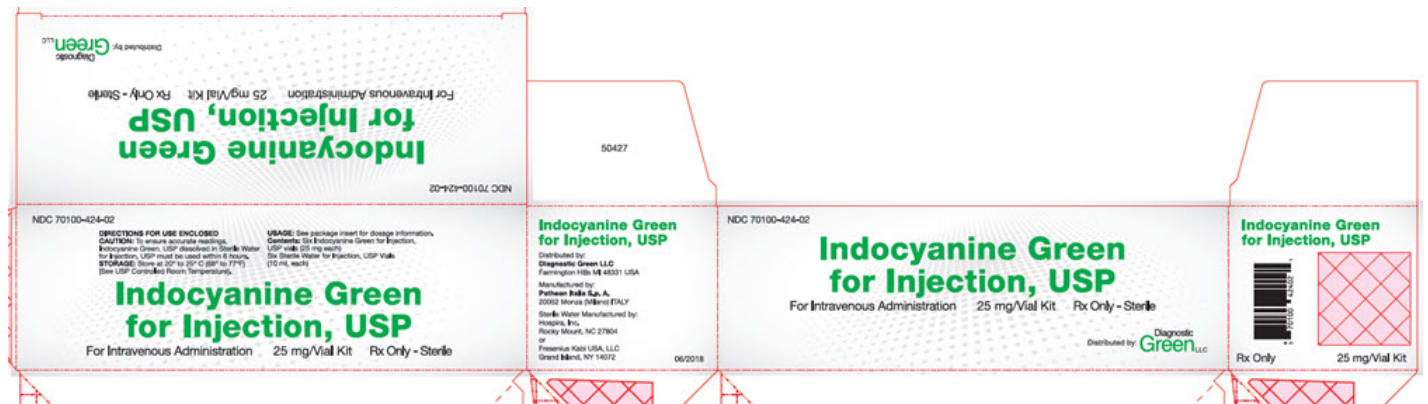 Distributed by: Diagnostic Green LLC
For Intravenous Administration 25 mg/Vial Kit Rx Only - Sterile
Indocyanine Green
for Injection, USP
NDC 70100-424-02
NDC 70100-424-02
DIRECTIONS FOR USE ENCLOSED
CAUTION: To ensure accurate readings,
Indocyanine Green, USP dissolved in Sterile Water
for Injection, USP must be used within 6 hours.
STORAGE: Store at 20° to 25° C (68° to 77°F)
[See USP Controlled Room Temperature].
USAGE: See package insert for dosage information.
Contents: Six Indocyanine Green for Injection,
USP vials (25 mg each)
Six Sterile Water for Injection, USP Vials
(10 ml, each)
Indocyanine Green
for Injection, USP
For Intravenous Administration 25 mg/Vial Kit Rx Only - Sterile
50427
Indocyanine Green
for Injection, USP
Distributed by:
Diagnostic Green LLC
Farmington Hills MI 48331 USA
Manufactured by:
Patheon Italia S.p. A.
20052 Monza (Milano) ITALY
Sterile Water Manufactured by:
Hospira, Inc.
Rocky Mount, NC 27804
or
Fresenius Kabi USA, LLC
Grand Island, NY 14072
06/2018
NDC 70100-424-02
Indocyanine Green
for Injection, USP
For Intravenous Administration 25 mg/Vial Kit Rx Only - Sterile
Distributed by: Diagnostic Green LLC
Indocyanine Green
for Injection, USP
70100 42402
Rx Only 25 mg/Vial Kit